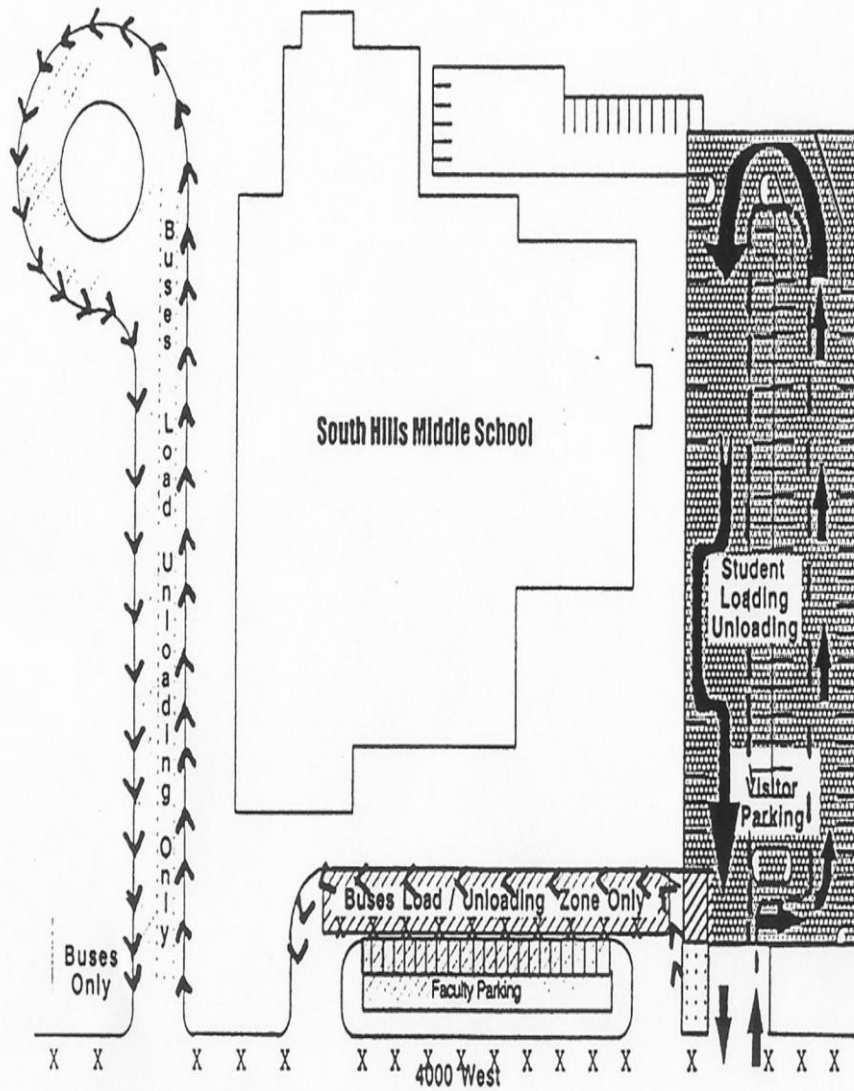 Buses Load Unloading Only
South Hills Middle School
Student
Loading
Unloading
Visitor
Parking
Buses Load / Unloading Zone Only
X X X X X X X X X X
Buses
Only
Faculty Parking
X X X X X X X X X X X X X X X X X X
4000 West